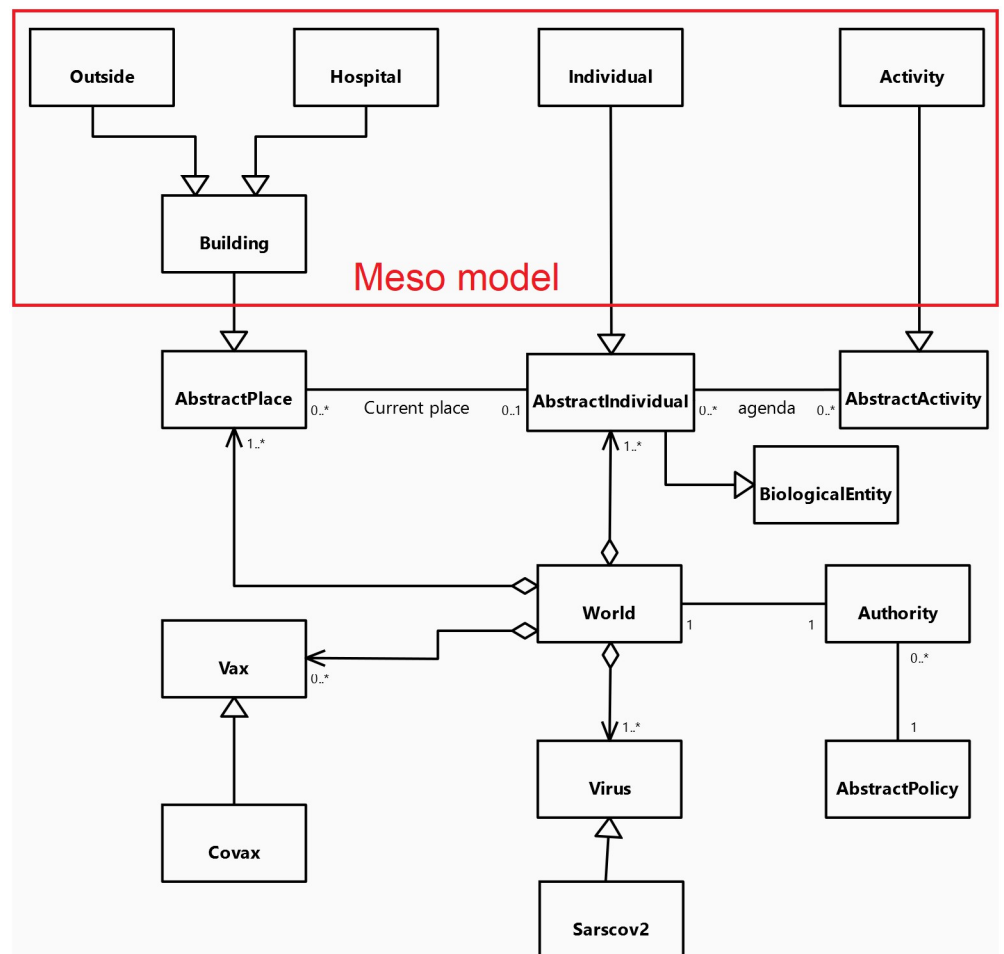 Outside
Hospital
Individual
Activity
Building
Meso model
AbstractPlace
0..*
Current place
0..1
AbstractIndividual
0..*
agenda
0..*
AbstractActivity
1..*
1..*
BiologicalEntity
World
1
1
Authority
Vax
0..*
0..*
1..*
1
Virus
AbstractPolicy
Covax
Sarscov2